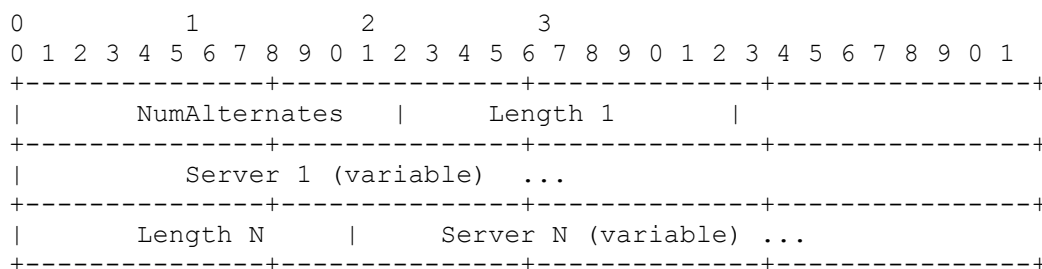 0                   1                   2                   3
0 1 2 3 4 5 6 7 8 9 0 1 2 3 4 5 6 7 8 9 0 1 2 3 4 5 6 7 8 9 0 1
+---------------+---------------+--------------+----------------+
|       NumAlternates   |     Length 1       |
+---------------+---------------+--------------+----------------+
|          Server 1 (variable)  ...
+---------------+---------------+--------------+----------------+
|       Length N     |     Server N (variable) ...
+---------------+---------------+--------------+----------------+